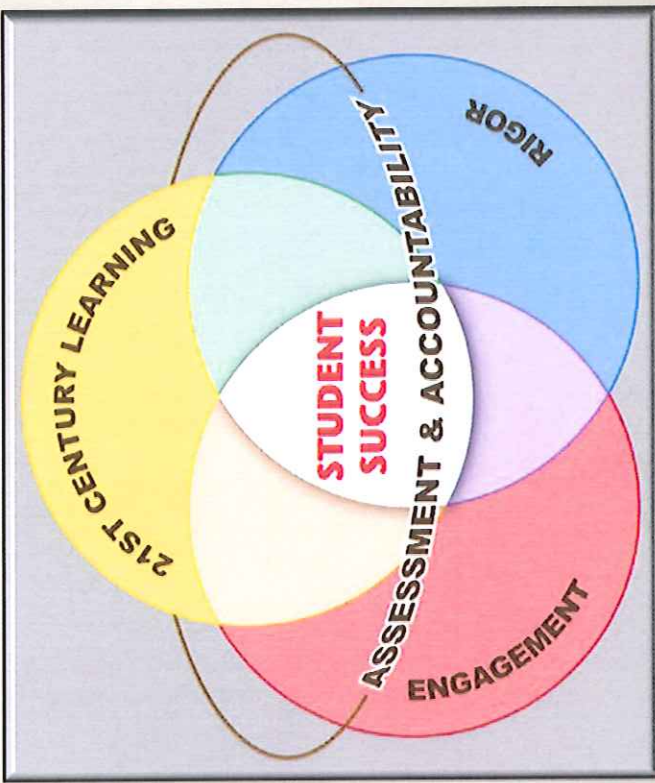 21ST CENTURY LEARNING
STUDENT
SUCCESS
ASSESSMENT & ACCOUNTABILITY
ENGAGEMENT
RIGOR